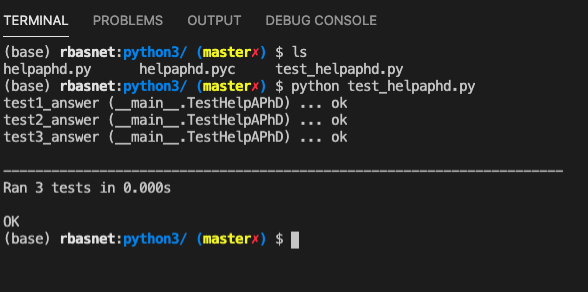 TERMINAL PROBLEMS OUTPUT DEBUG CONSOLE
(base) rbasnet:python3/ (master✗) $ ls
helpaphd.py helpaphd.pyc test_helpaphd.py
(base) rbasnet:python3/ (master✗) $ python test_helpaphd.py
test1_answer (__main__.TestHelpAPhD) ... ok
test2_answer (__main__.TestHelpAPhD) ... ok
test3_answer (__main__.TestHelpAPhD) ... ok
----------------------------------------------------------------------
Ran 3 tests in 0.000s
OK
(base) rbasnet:python3/ (master✗) $